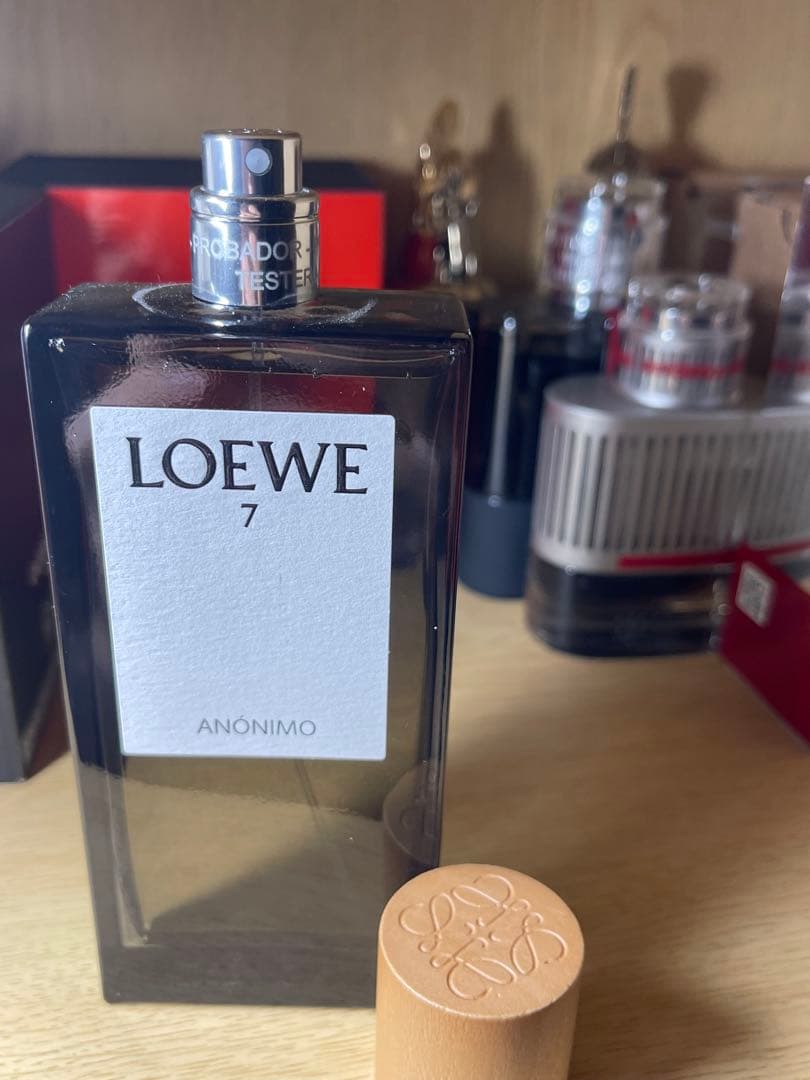 PROBADOR -
TESTER
LOEWE
7
ANÓNIMO